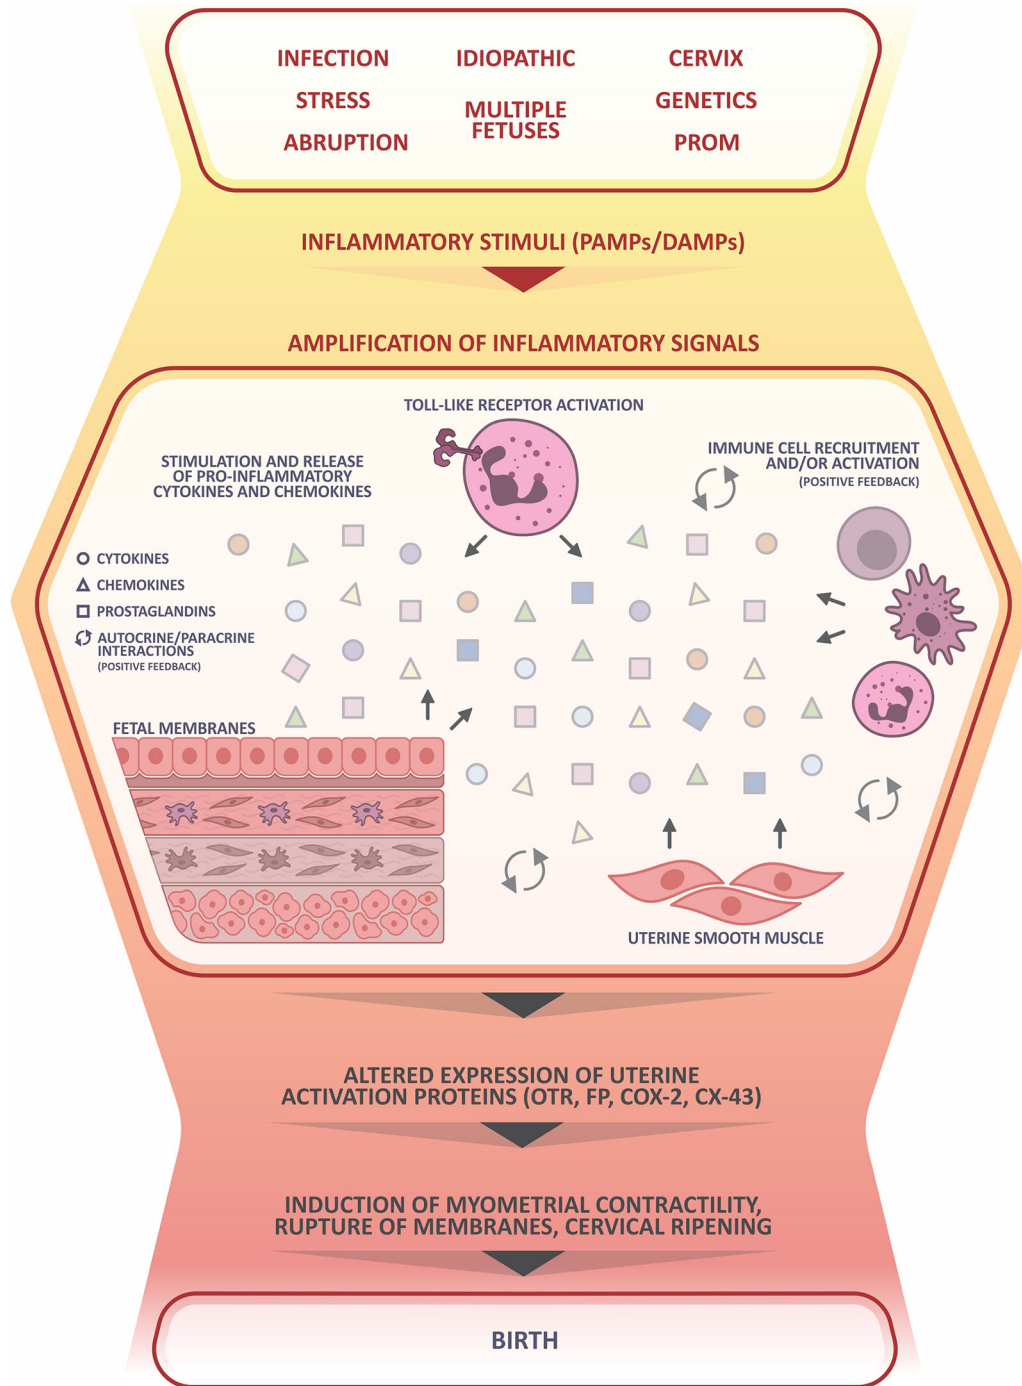 INFECTION
IDIOPATHIC
CERVIX
STRESS
MULTIPLE
FETUSES
GENETICS
ABRUPTION
PROM
INFLAMMATORY STIMULI (PAMPs/DAMPs)
AMPLIFICATION OF INFLAMMATORY SIGNALS
TOLL-LIKE RECEPTOR ACTIVATION
STIMULATION AND RELEASE
OF PRO-INFLAMMATORY
CYTOKINES AND CHEMOKINES
IMMUNE CELL RECRUITMENT
AND/OR ACTIVATION
(POSITIVE FEEDBACK)
CYTOKINES
CHEMOKINES
PROSTAGLANDINS
AUTOCRINE/PARACRINE
INTERACTIONS
(POSITIVE FEEDBACK)
FETAL MEMBRANES
UTERINE SMOOTH MUSCLE
ALTERED EXPRESSION OF UTERINE
ACTIVATION PROTEINS (OTR, FP, COX-2, CX-43)
INDUCTION OF MYOMETRIAL CONTRACTILITY,
RUPTURE OF MEMBRANES, CERVICAL RIPENING
BIRTH